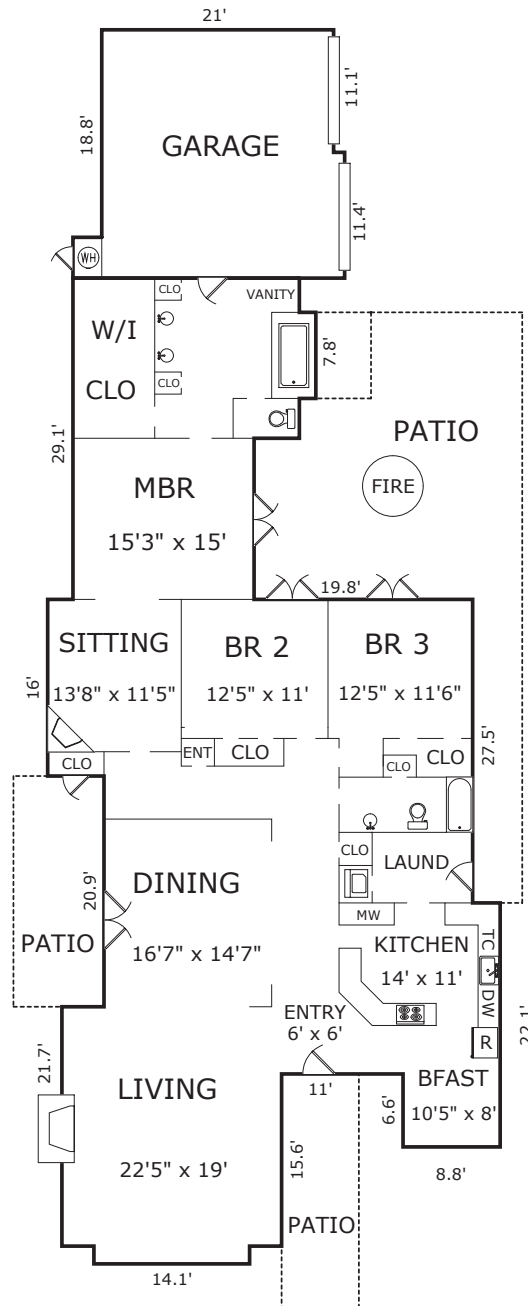 21'
18.8'
11.1'
GARAGE
11.4'
WH
CLO
VANITY
W/I
CLO
CLO
7.8'
29.1'
PATIO
FIRE
MBR
15'3" x 15'
19.8'
SITTING
13'8" x 11'5"
BR 2
12'5" x 11'
BR 3
12'5" x 11'6"
16'
27.5'
CLO
ENT
CLO
CLO
CLO
CLO
LAUND
DINING
16'7" x 14'7"
20.9'
PATIO
MW
KITCHEN
14' x 11'
TC
DW
R
22.1'
ENTRY
6' x 6'
11'
BFAST
10'5" x 8'
6.6'
8.8'
21.7'
LIVING
22'5" x 19'
15.6'
PATIO
14.1'